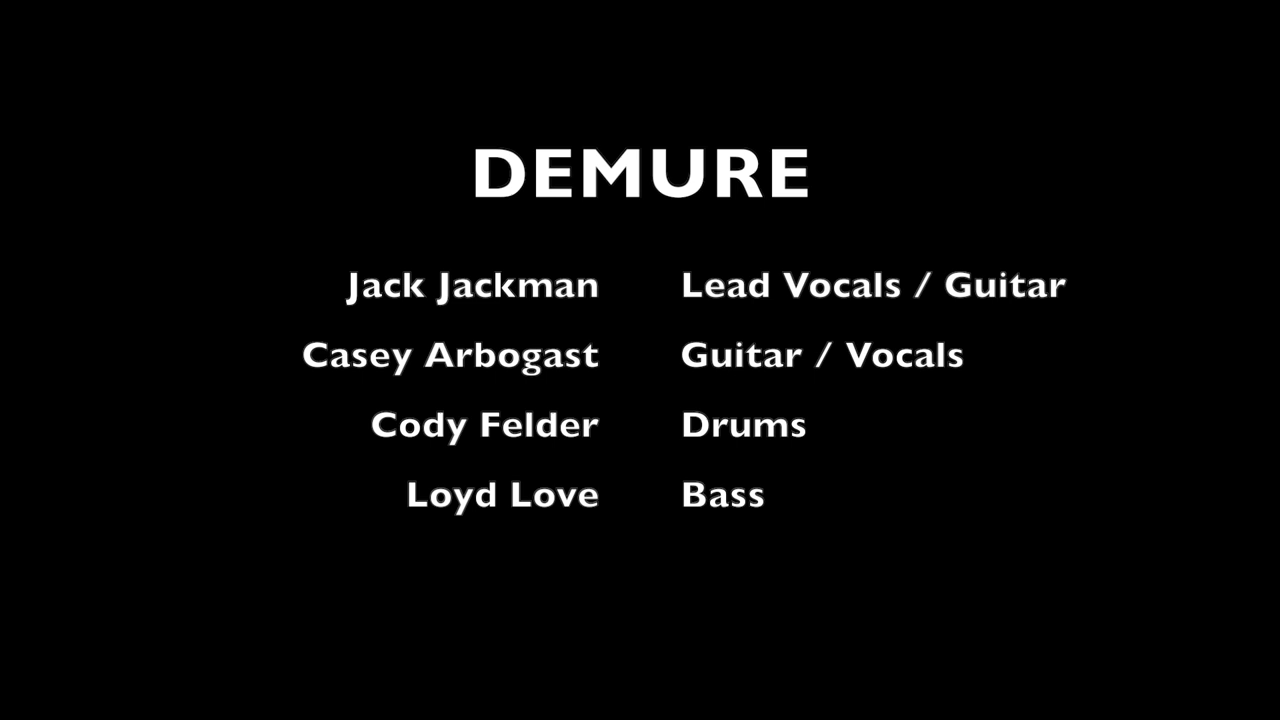 DEMURE
Jack Jackman Lead Vocals / Guitar
Casey Arbogast Guitar / Vocals
Cody Felder Drums
Loyd Love Bass